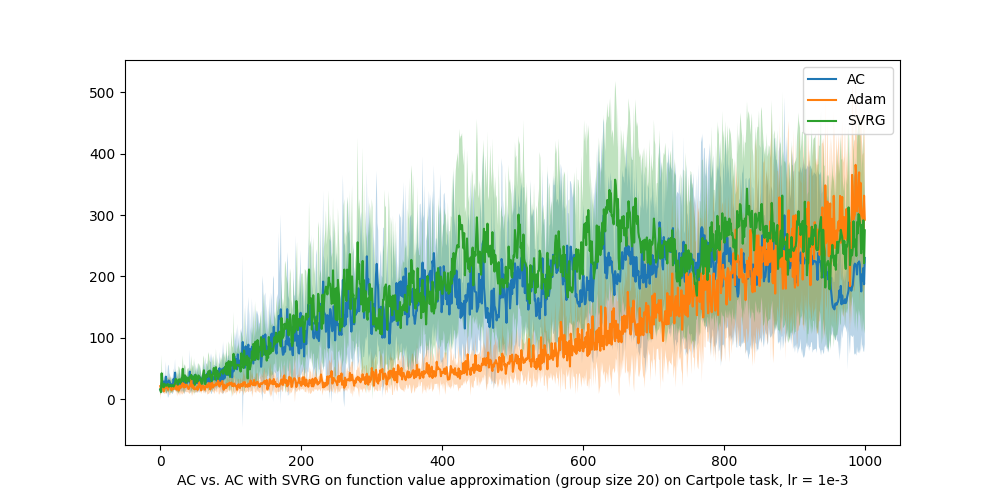 AC
Adam
SVRG
500
400
300
200
100
0
0 200 400 600 800 1000
AC vs. AC with SVRG on function value approximation (group size 20) on Cartpole task, lr = 1e-3